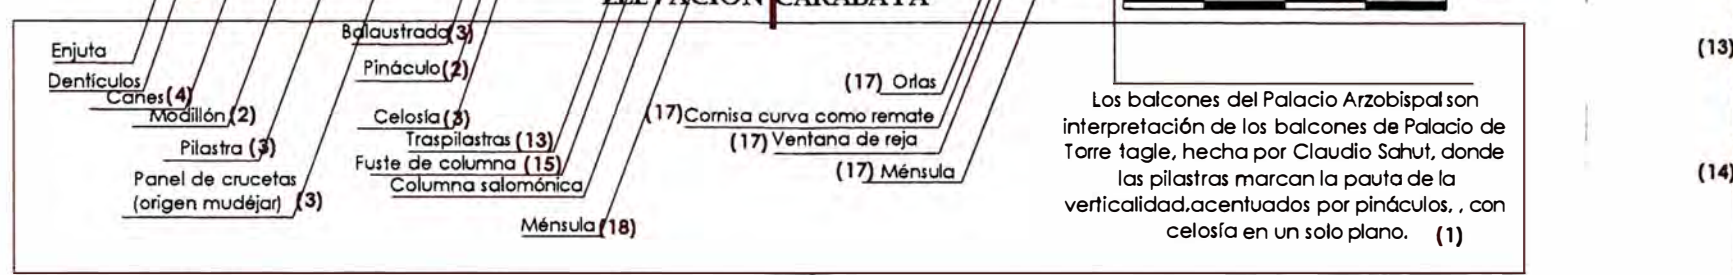 ELEVACIÓN CARABAYA
Enjuta
Dentículos
Canes(4)
Modillón(2)
Pilastra (3)
Panel de crucetas
(origen mudéjar) (3)
Balaustrada(3)
Pináculo(2)
Celosía(3)
Traspilastras (13)
Fuste de columna (15)
Columna salomónica
Ménsula(18)
(17) Orlas
(17)Cornisa curva como remate
(17) Ventana de reja
(17) Ménsula
Los balcones del Palacio Arzobispal son
interpretación de los balcones de Palacio de
Torre tagle, hecha por Claudio Sahut, donde
las pilastras marcan la pauta de la
verticalidad.acentuados por pináculos, , con
celosía en un solo plano. (1)
(13)
(14)